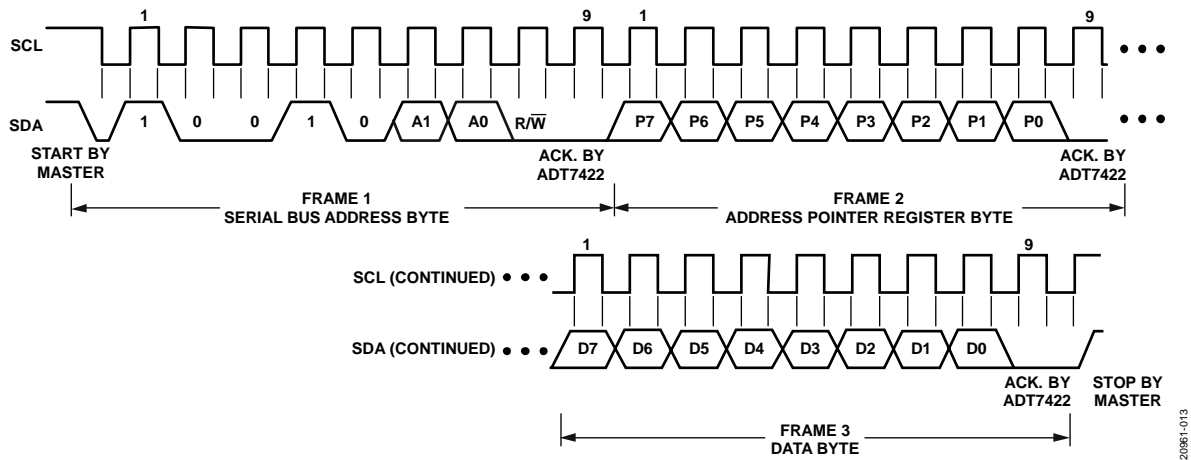 1 9 1 9
SCL
SDA 1 0 0 1 0 A1 A0 R/W̅ P7 P6 P5 P4 P3 P2 P1 P0
START BY MASTER
ACK. BY ADT7422
ACK. BY ADT7422
FRAME 1
SERIAL BUS ADDRESS BYTE
FRAME 2
ADDRESS POINTER REGISTER BYTE
1 9
SCL (CONTINUED)
SDA (CONTINUED) D7 D6 D5 D4 D3 D2 D1 D0
ACK. BY ADT7422
STOP BY MASTER
FRAME 3
DATA BYTE
20961-013